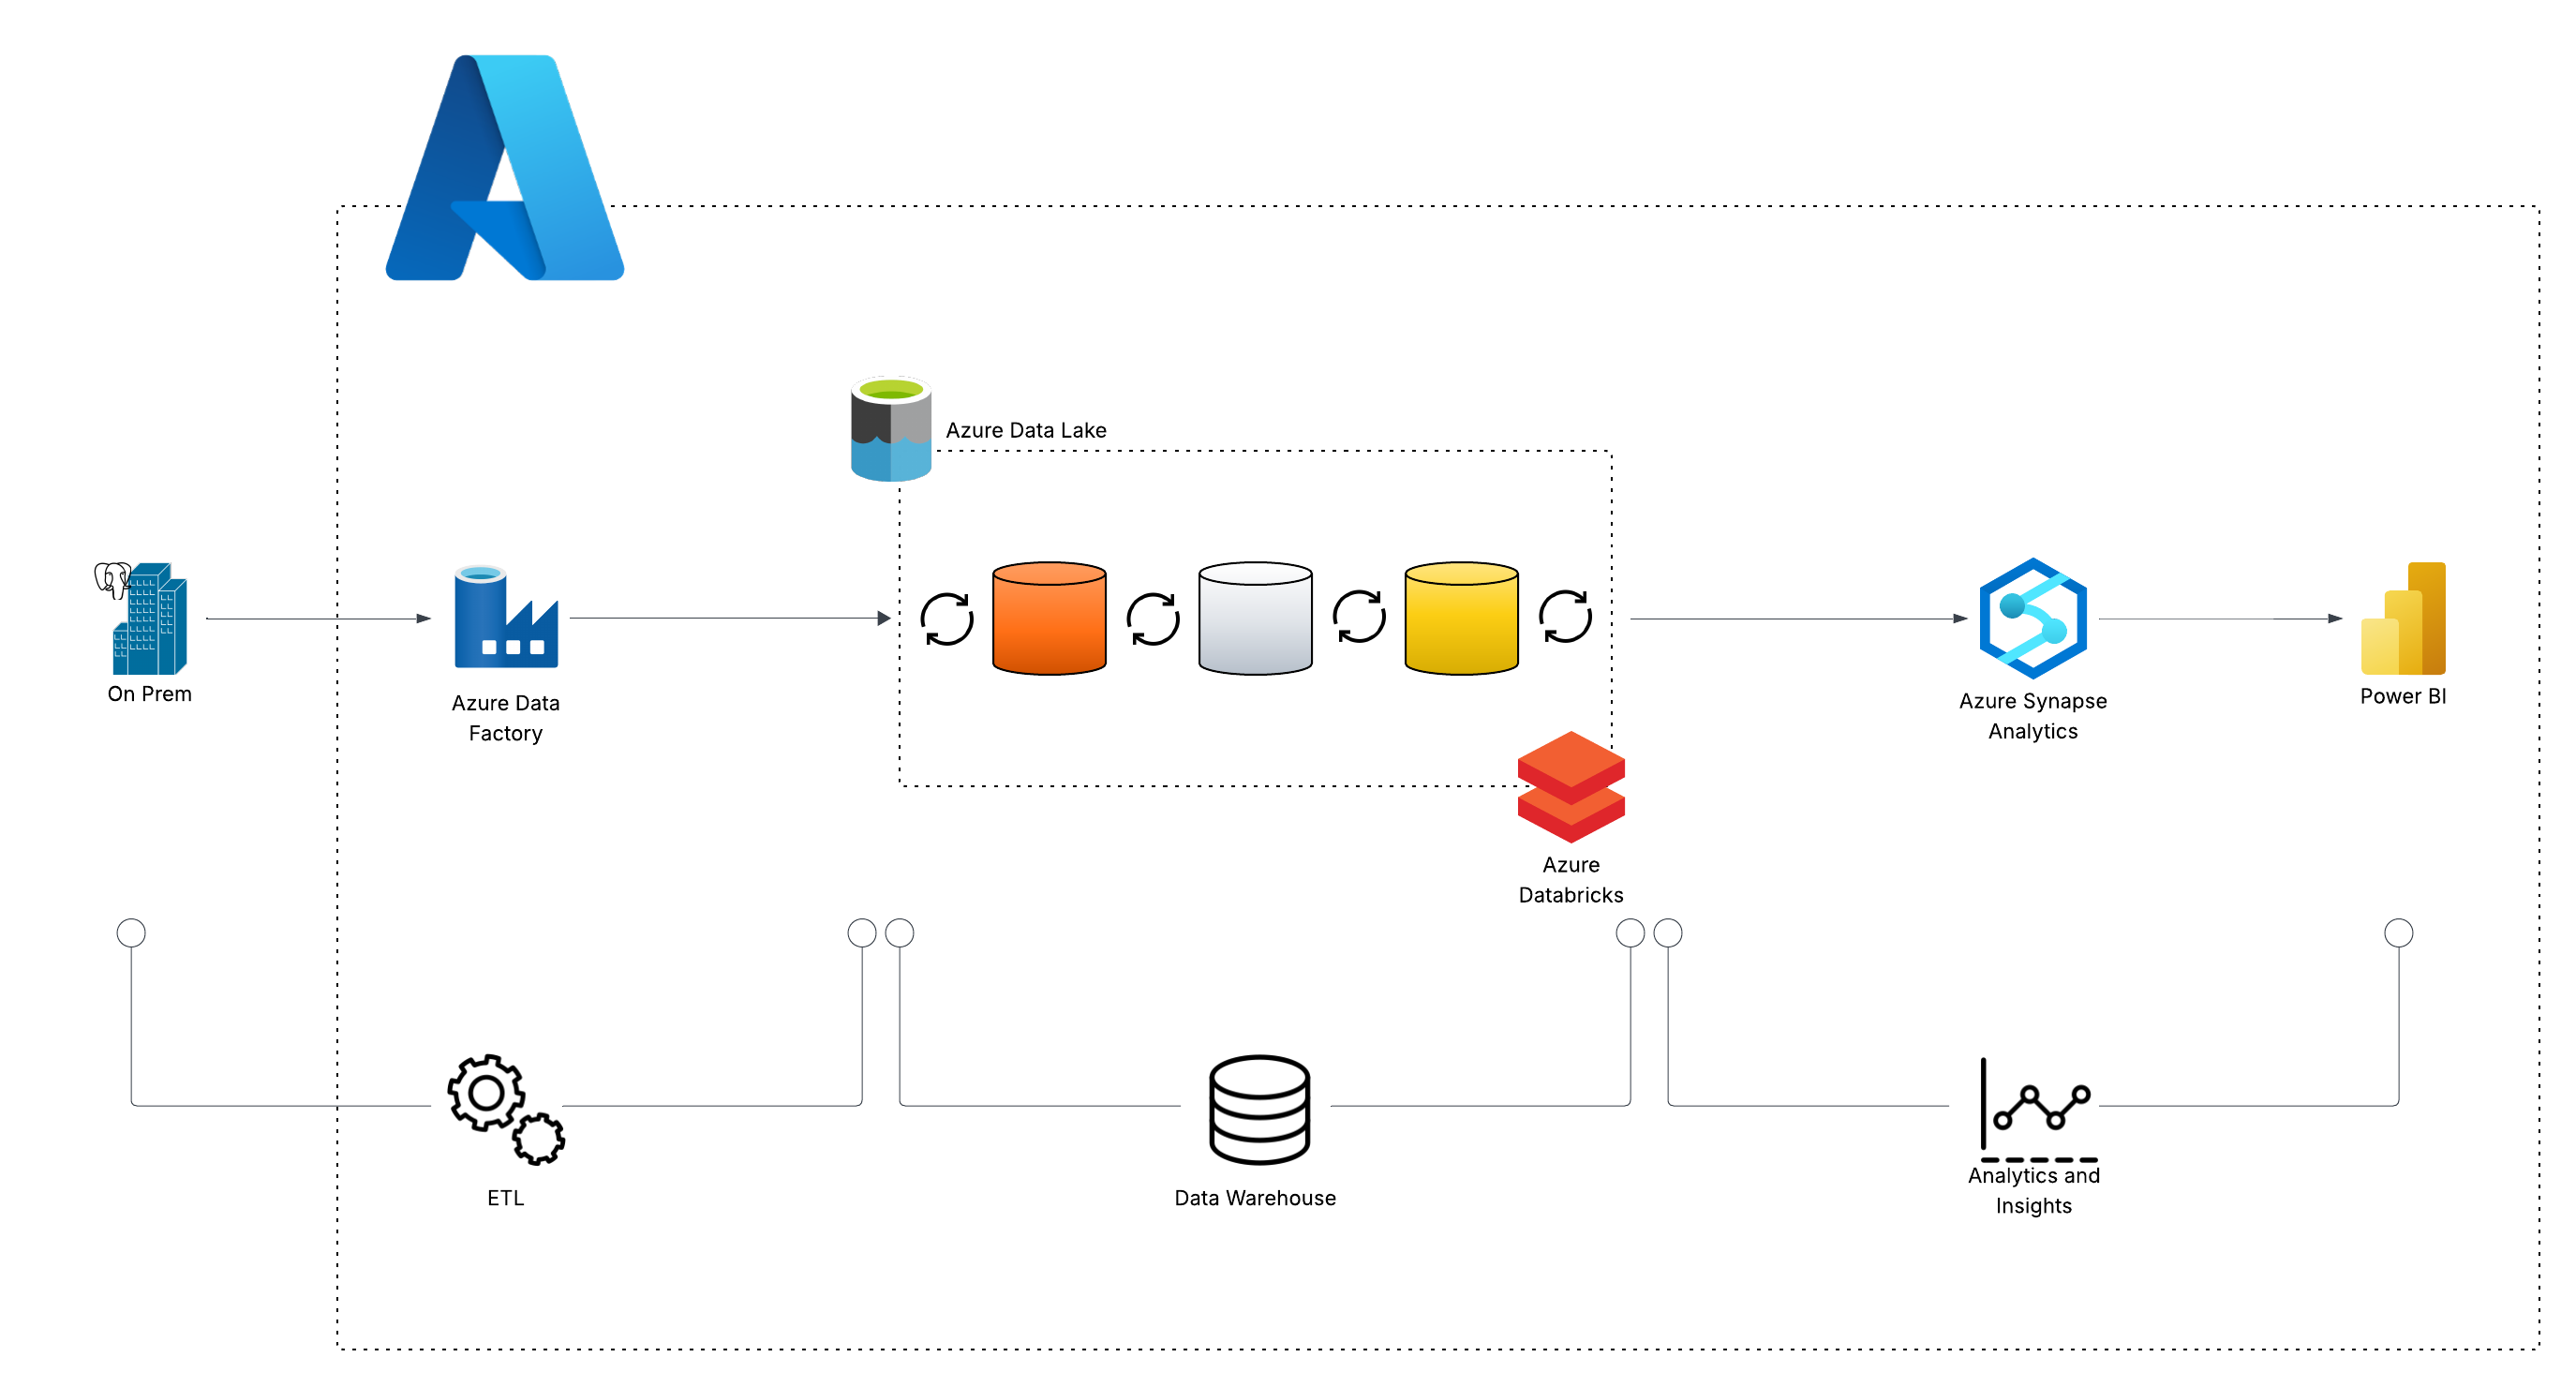 Azure Data Lake
On Prem
Azure Data
Factory
Azure Synapse
Analytics
Power BI
Azure
Databricks
ETL
Data Warehouse
Analytics and
Insights